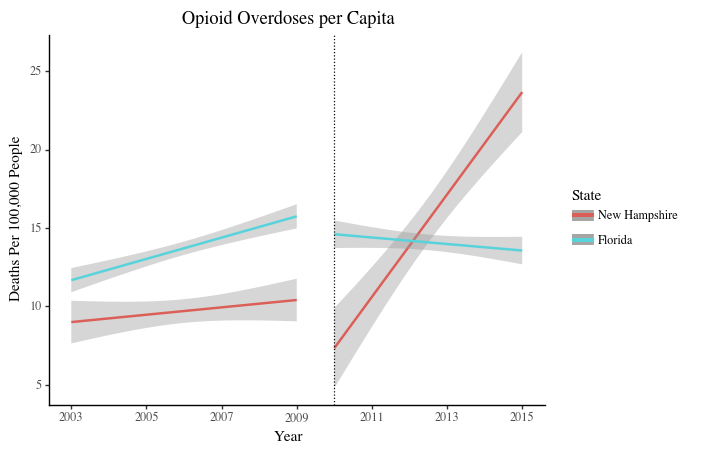 Opioid Overdoses per Capita
Deaths Per 100,000 People
25
20
15
10
5
2003
2005
2007
2009
2011
2013
2015
Year
State
New Hampshire
Florida